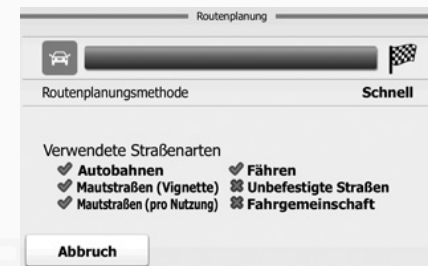 Routenplanung
Routenplanungsmethode Schnell
Verwendete Straßenarten
Autobahnen Fähren
Mautstraßen (Vignette) Unbefestigte Straßen
Mautstraßen (pro Nutzung) Fahrgemeinschaft
Abbruch